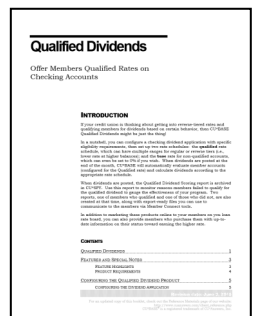 Qualified Dividends
Offer Members Qualified Rates on
Checking Accounts
INTRODUCTION
If your credit union is thinking about getting into reverse-tiered rates and
qualifying members for dividends based on certain behavior, then CU*BASE
Qualified Dividends might be just the thing!
In a nutshell, you can configure a checking dividend application with specific
eligibility requirements, then set up two rate schedules: the qualified rate
schedule, which can have multiple ranges for regular or reverse tiers (i.e.,
lower rate at higher balances) and the base rate for non-qualified accounts,
which can even be set to 0% if you wish. When dividends are posted at the
end of the month, CU*BASE will automatically evaluate member accounts
(configured for the Qualified rate) and calculate dividends according to the
appropriate rate schedule.
When dividends are posted, the Qualified Dividend Scoring report is archived
in CU*SPY. Use this report to monitor reasons members failed to qualify for
the qualified dividend to gauge the effectiveness of your program. Two
reports, one of members who qualified and one of those who did not, are also
created at that time, along with export-ready files you can use to
communicate to the members via Member Connect tools.
In addition to marketing these products online to your members as you lose
rate board, you can also provide members who purchase them with up-to-
date information on their status toward earning the higher rate.
CONTENTS
QUALIFIED DIVIDENDS 1
FEATURES AND SPECIAL NOTES 3
FEATURE HIGHLIGHTS 3
PRODUCT REQUIREMENTS 4
CONFIGURING THE QUALIFIED DIVIDEND PRODUCT 5
CONFIGURING THE DIVIDEND APPLICATION 5